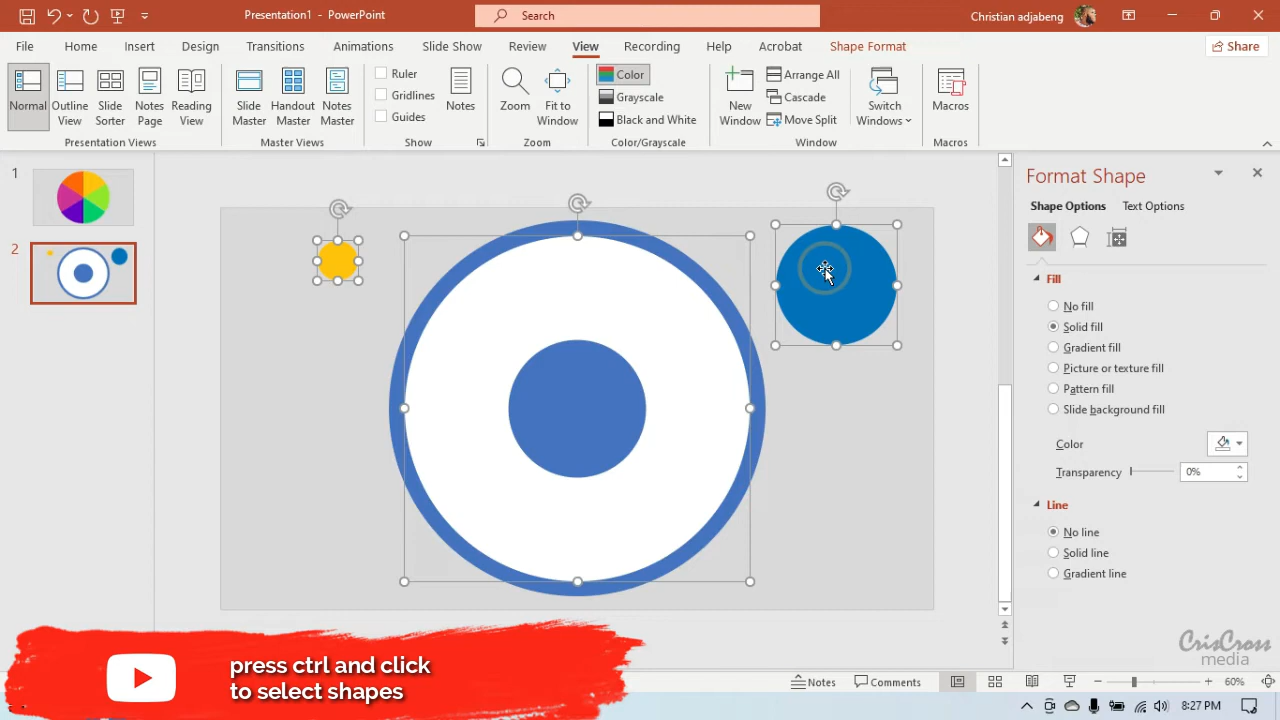 Presentation1 - PowerPoint
Search
Christian adjabeng
File Home Insert Draw Design Transitions Animations Slide Show Review View Recording Help Acrobat Shape Format
Share
Normal
Outline View
Slide Sorter
Notes Page
Reading View
Presentation Views
Slide Master
Handout Master
Notes Master
Master Views
Ruler
Gridlines
Guides
Notes
Show
Zoom
Fit to Window
Zoom
Color
Grayscale
Black and White
Color/Grayscale
New Window
Arrange All
Cascade
Move Split
Switch Windows
Window
Macros
Macros
1
2
Format Shape
Shape Options Text Options
Fill
No fill
Solid fill
Gradient fill
Picture or texture fill
Pattern fill
Slide background fill
Color
Transparency 0%
Line
No line
Solid line
Gradient line
CrisCross
media
press ctrl and click
to select shapes
Notes Comments 60%
8:27 PM